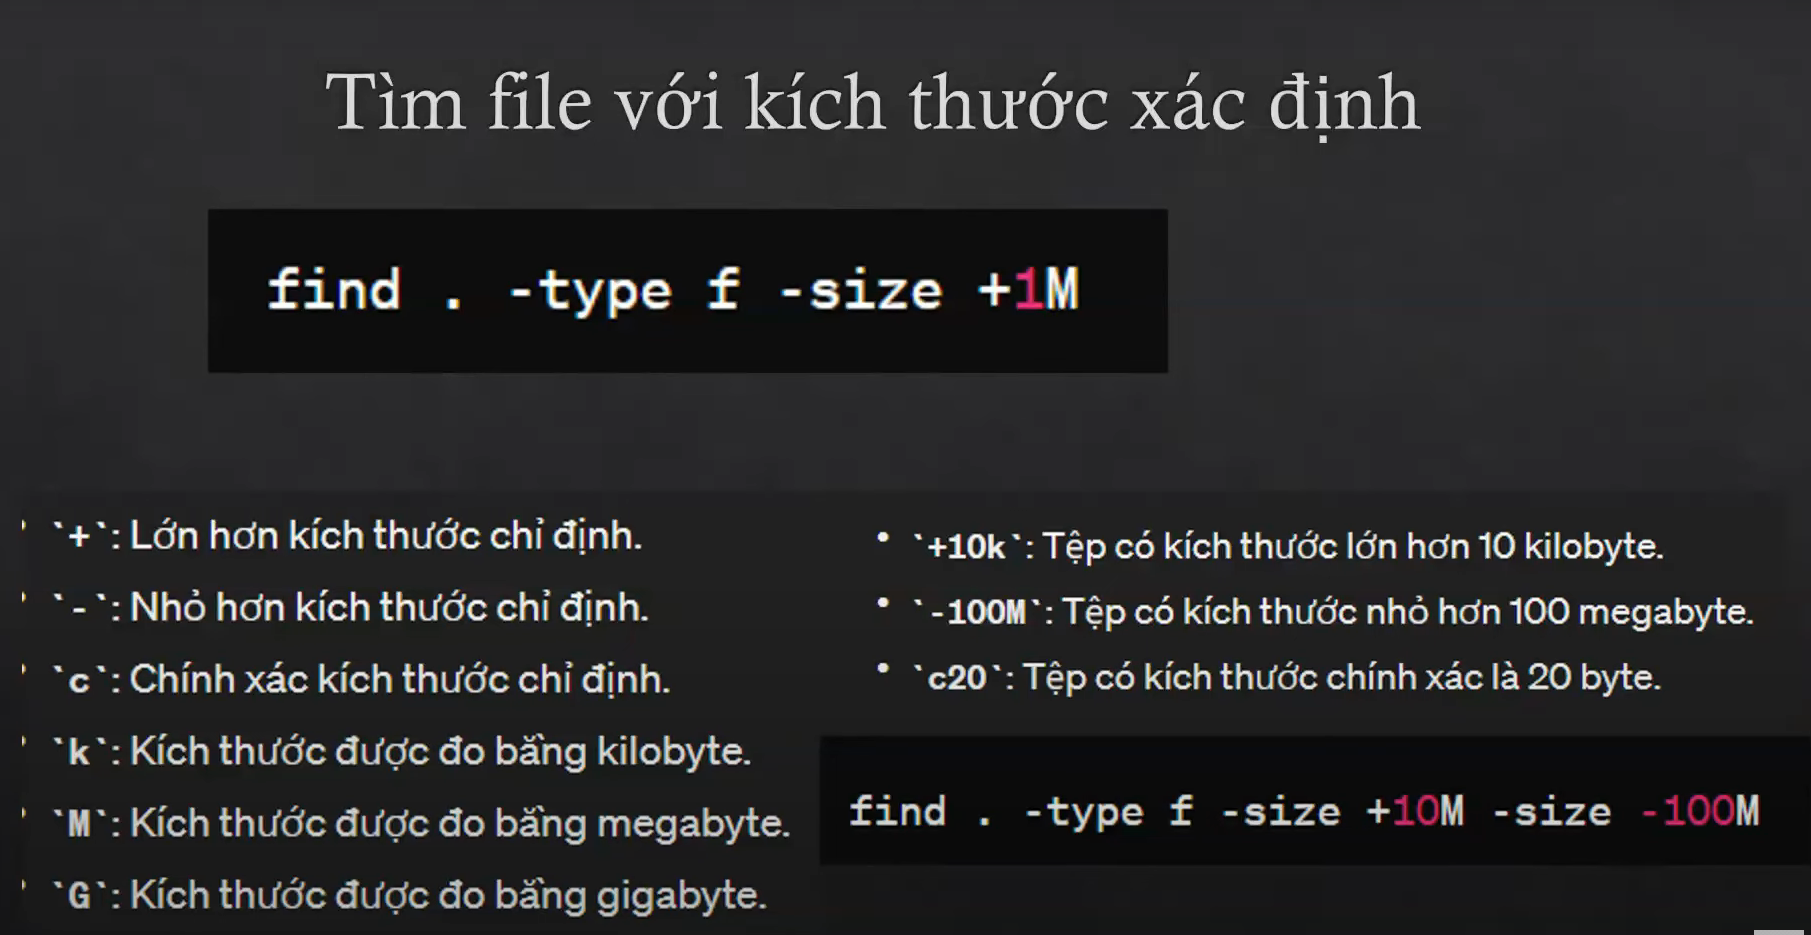 Tìm file với kích thước xác định
find . -type f -size +1M
`+`: Lớn hơn kích thước chỉ định.
`-`: Nhỏ hơn kích thước chỉ định.
`c`: Chính xác kích thước chỉ định.
`k`: Kích thước được đo bằng kilobyte.
`M`: Kích thước được đo bằng megabyte.
`G`: Kích thước được đo bằng gigabyte.
`+10k`: Tệp có kích thước lớn hơn 10 kilobyte.
`-100M`: Tệp có kích thước nhỏ hơn 100 megabyte.
`c20`: Tệp có kích thước chính xác là 20 byte.
find . -type f -size +10M -size -100M